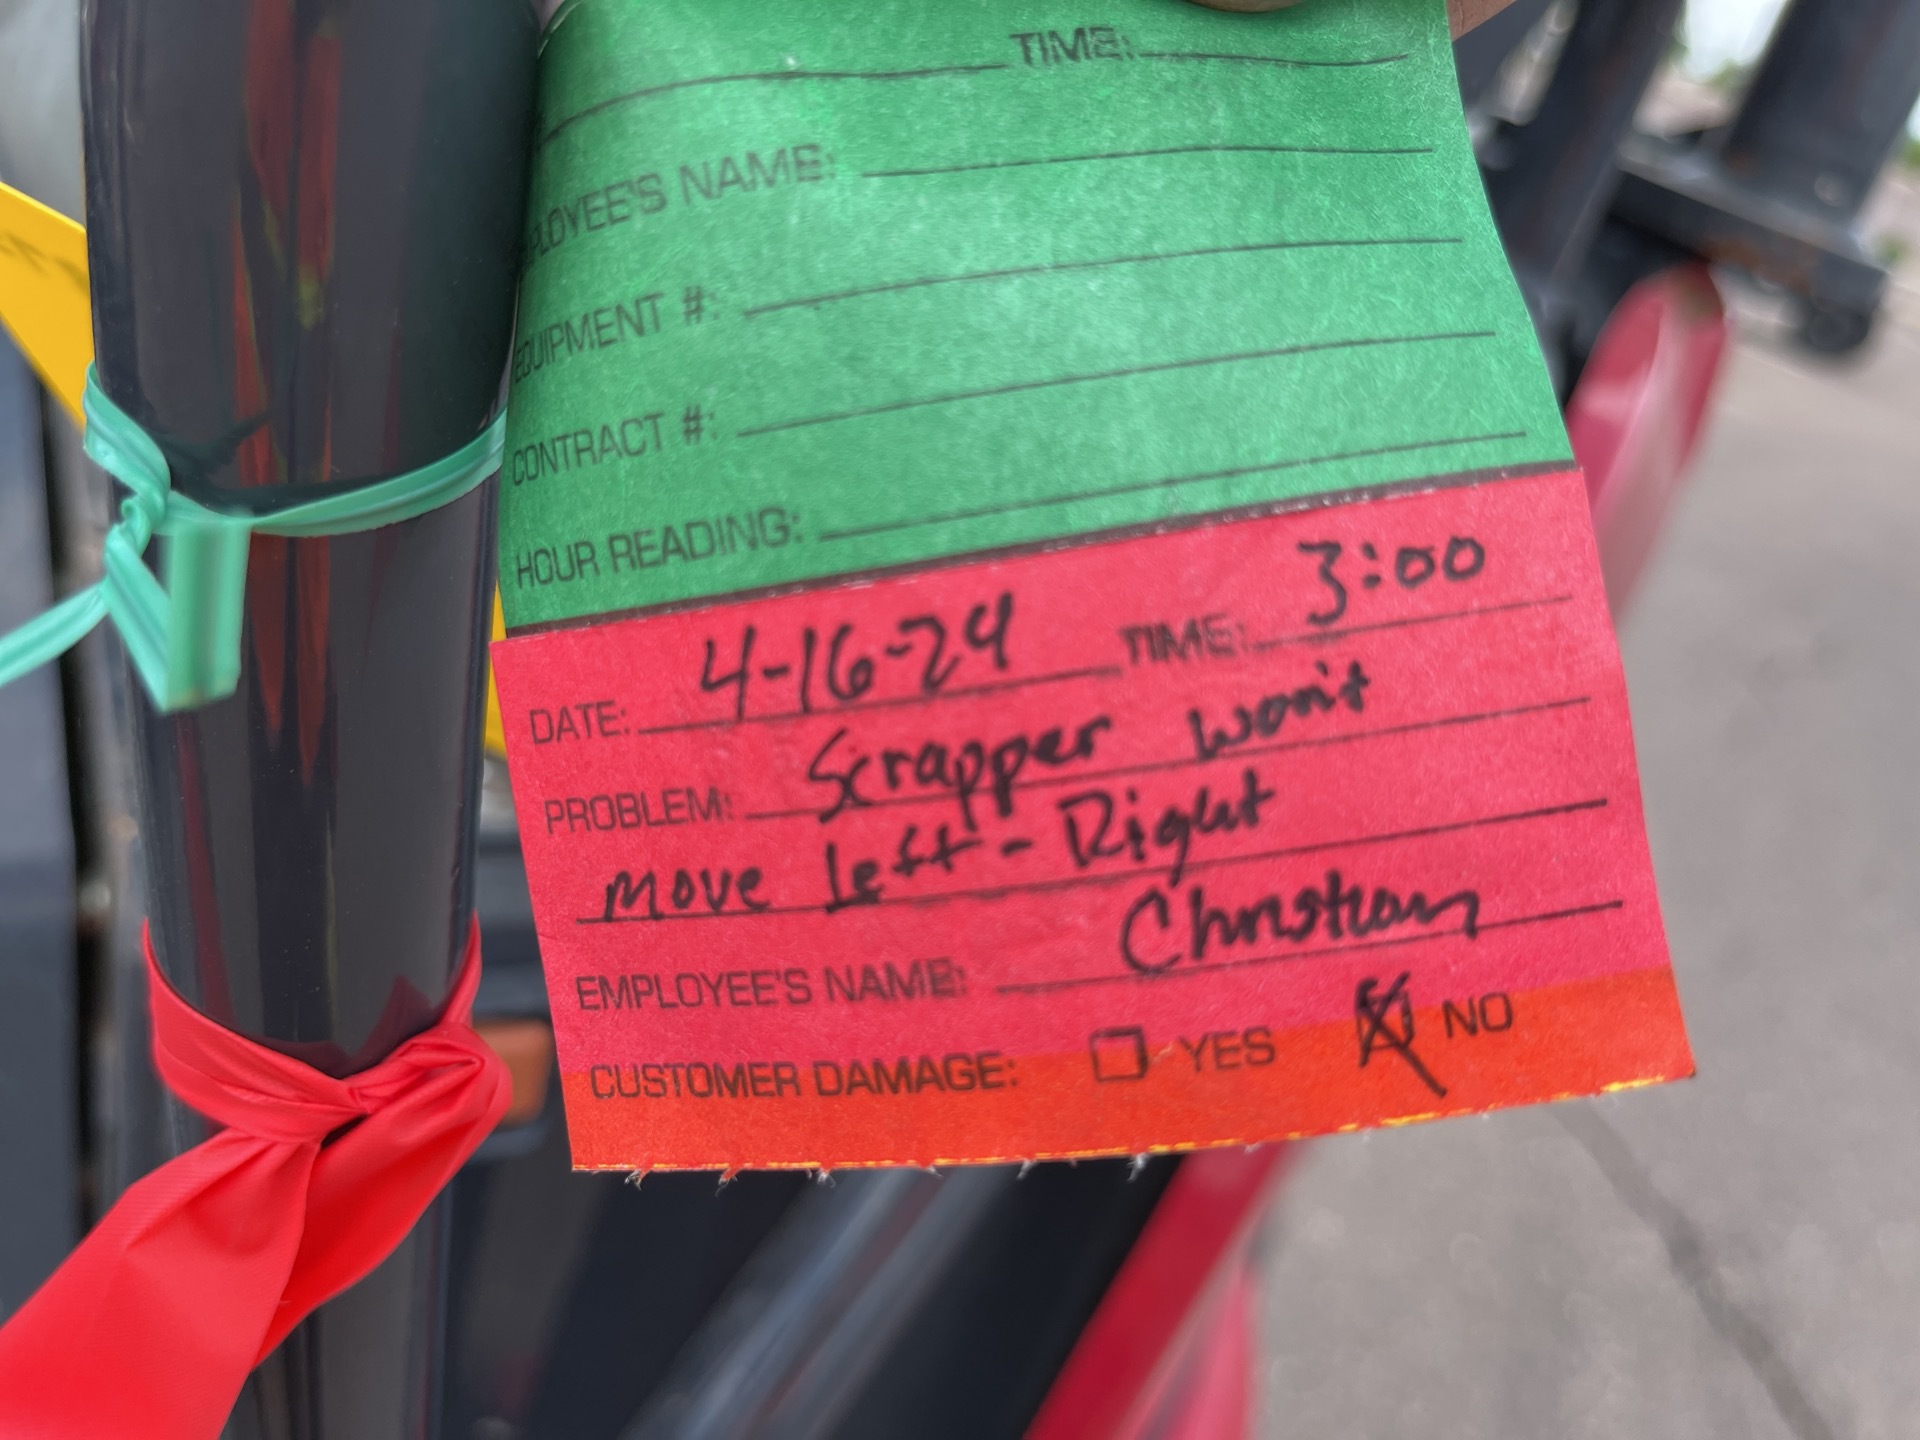 TIME:
PLOYEE'S NAME:
EQUIPMENT #:
CONTRACT #:
HOUR READING:
DATE: 4-16-24 TIME: 3:00
PROBLEM: Scrapper won't
move left-Right
EMPLOYEE'S NAME: Christian
CUSTOMER DAMAGE: YES NO